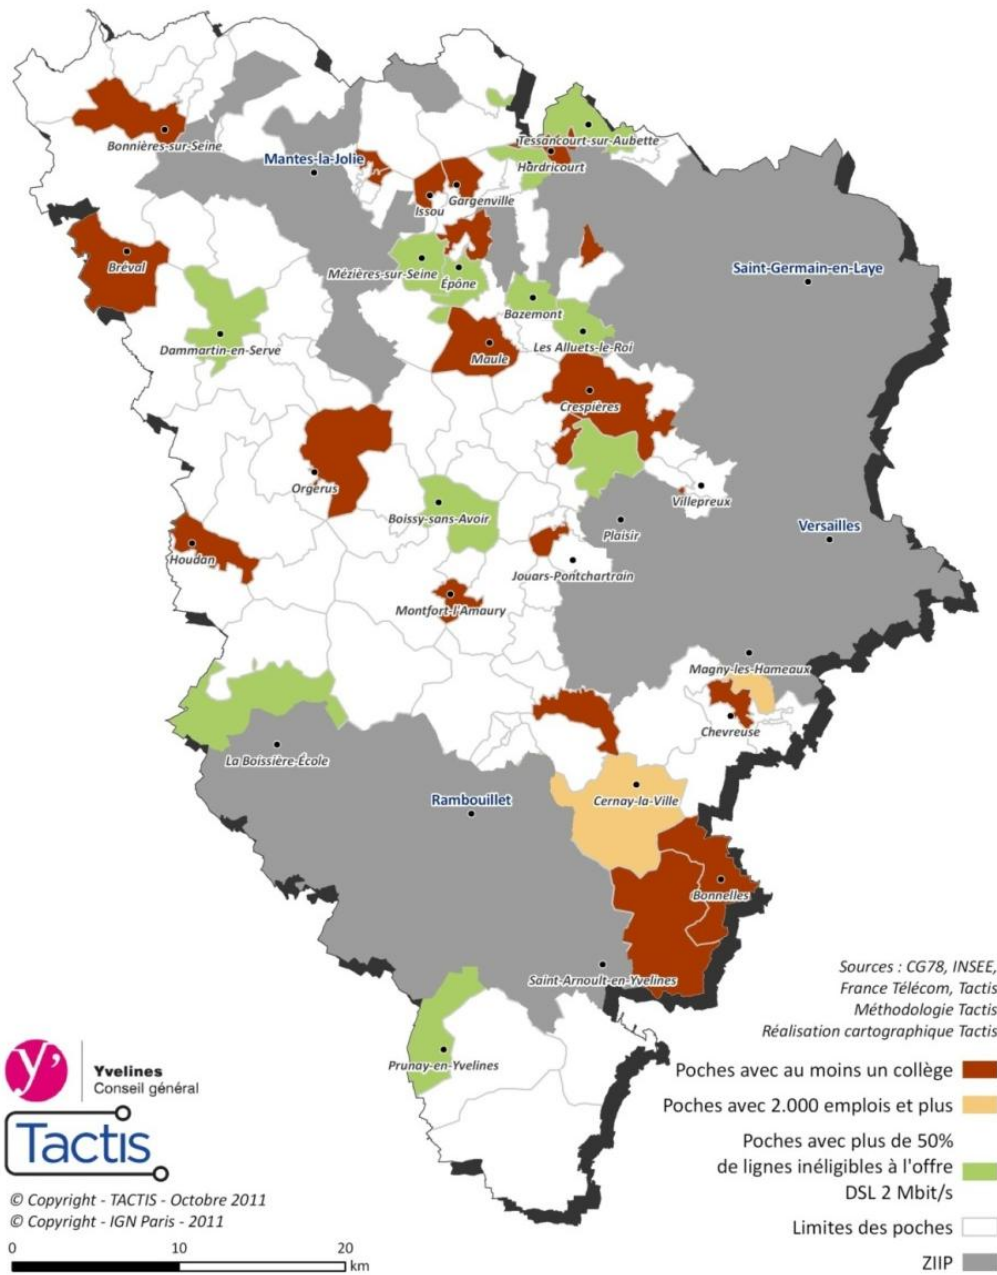 Tessancourt-sur-Aubette
Bonnières-sur-Seine
Mantes-la-Jolie
Hardricourt
Gargenville
Issou
Bréval
Mézières-sur-Seine
Saint-Germain-en-Laye
Épône
Bazemont
Dammartin-en-Serve
Les Alluets-le-Roi
Maule
Crespières
Orgerus
Villepreux
Boissy-sans-Avoir
Versailles
Plaisir
Houdan
Jouars-Pontchartrain
Montfort-l'Amaury
Magny-les-Hameaux
Chevreuse
La Boissière-École
Rambouillet
Cernay-la-Ville
Bonnelles
Saint-Arnoult-en-Yvelines
Prunay-en-Yvelines
Sources : CG78, INSEE,
France Télécom, Tactis
Méthodologie Tactis
Réalisation cartographique Tactis
Poches avec au moins un collège
Poches avec 2.000 emplois et plus
Poches avec plus de 50%
de lignes inéligibles à l'offre
DSL 2 Mbit/s
Limites des poches
ZIIP
y'
Yvelines
Conseil général
Tactis
© Copyright - TACTIS - Octobre 2011
© Copyright - IGN Paris - 2011
0 10 20
km